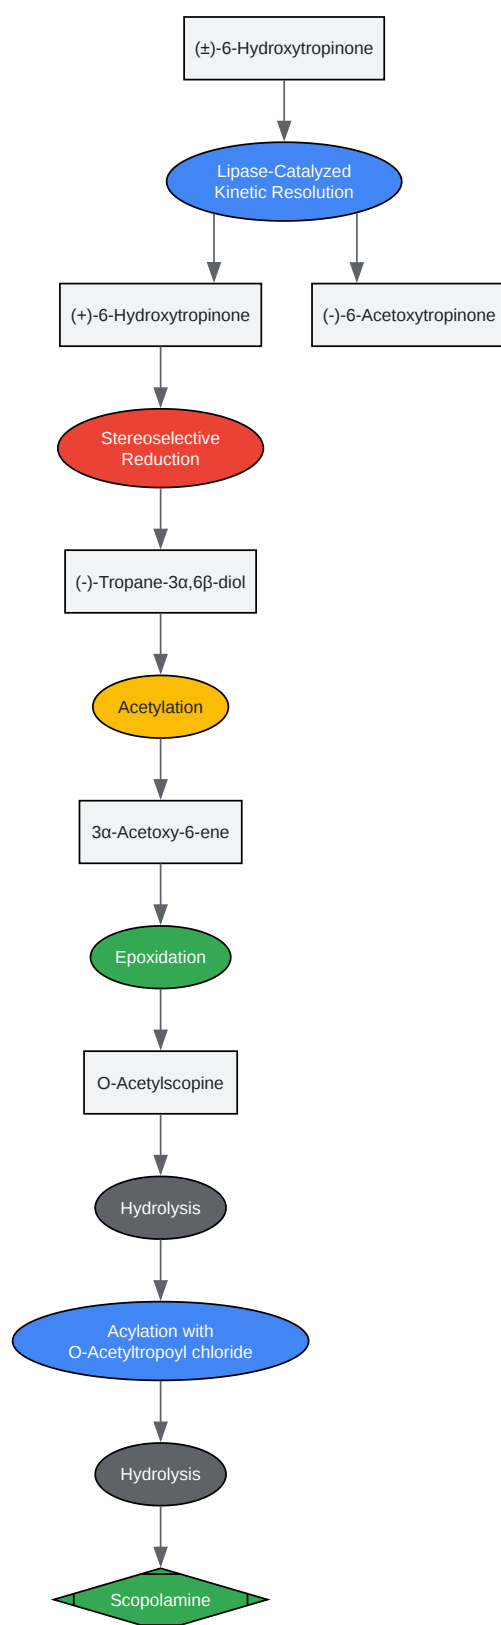 (±)-6-Hydroxytropinone
Lipase-Catalyzed
Kinetic Resolution
(+)-6-Hydroxytropinone
(-)-6-Acetoxytropinone
Stereoselective
Reduction
(-)-Tropane-3α,6β-diol
Acetylation
3α-Acetoxy-6-ene
Epoxidation
O-Acetylscopine
Hydrolysis
Acylation with
O-Acetyltropoyl chloride
Hydrolysis
Scopolamine